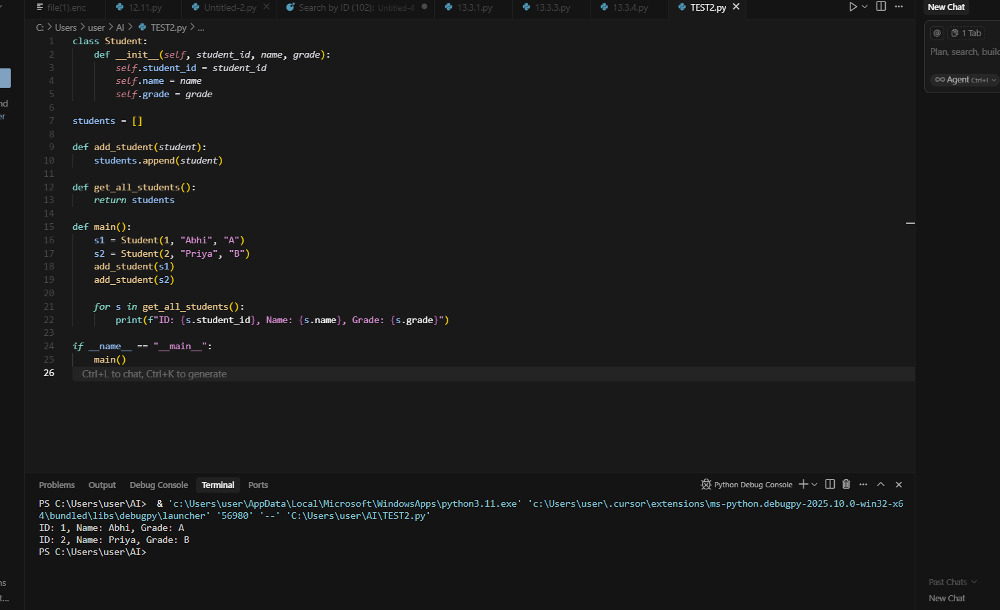 file(1).enc 12.11.py Untitled-2.py Search by ID (102): Untitled-4 13.3.1.py 13.3.3.py 13.3.4.py TEST2.py
C: > Users > user > AI > TEST2.py > ...
1 class Student:
2 def __init__(self, student_id, name, grade):
3 self.student_id = student_id
4 self.name = name
5 self.grade = grade
6
7 students = []
8
9 def add_student(student):
10 students.append(student)
11
12 def get_all_students():
13 return students
14
15 def main():
16 s1 = Student(1, "Abhi", "A")
17 s2 = Student(2, "Priya", "B")
18 add_student(s1)
19 add_student(s2)
20
21 for s in get_all_students():
22 print(f"ID: {s.student_id}, Name: {s.name}, Grade: {s.grade}")
23
24 if __name__ == "__main__":
25 main()
26 Ctrl+L to chat, Ctrl+K to generate
Problems Output Debug Console Terminal Ports
Python Debug Console
PS C:\Users\user\AI> & 'c:\Users\user\AppData\Local\Microsoft\WindowsApps\python3.11.exe' 'c:\Users\user\.cursor\extensions\ms-python.debugpy-2025.10.0-win32-x6
4\bundled\libs\debugpy\launcher' '56980' '--' 'C:\Users\user\AI\TEST2.py'
ID: 1, Name: Abhi, Grade: A
ID: 2, Name: Priya, Grade: B
PS C:\Users\user\AI>
New Chat
@ 1 Tab
Plan, search, build
Agent Ctrl+I
Past Chats
New Chat